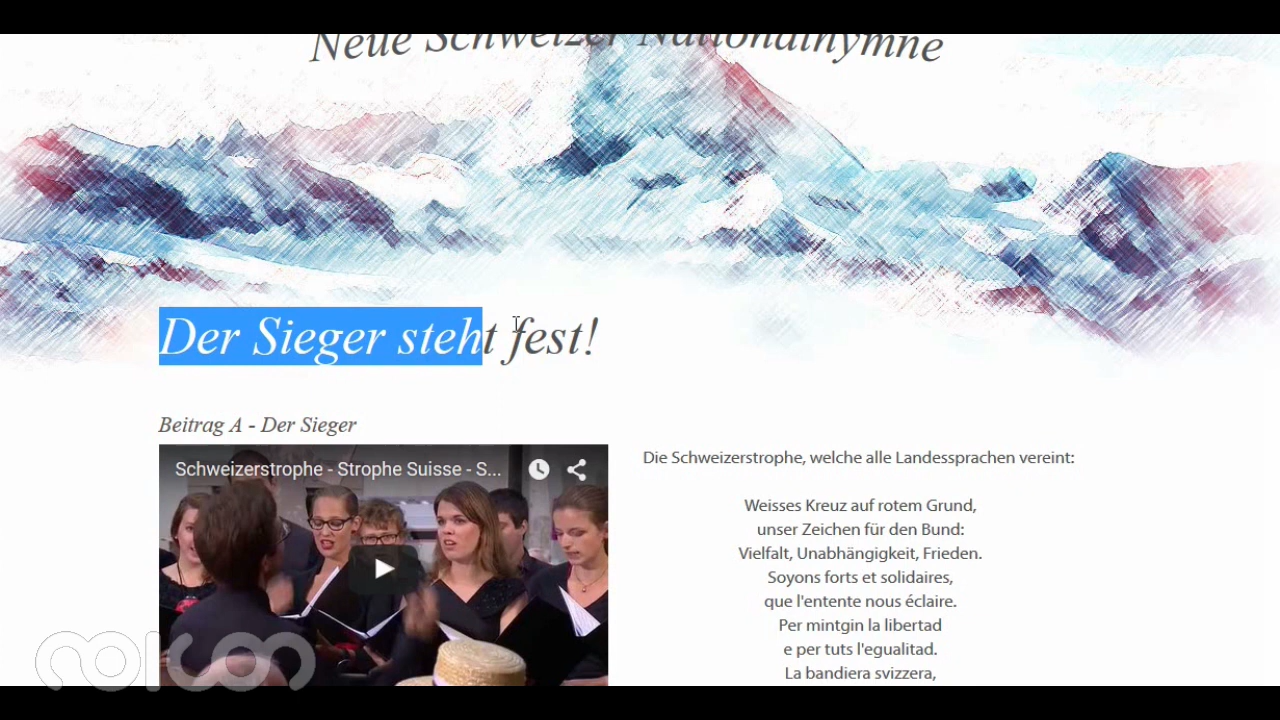 Neue Schweizer Nationalhymne
Der Sieger steht fest!
Beitrag A - Der Sieger
Schweizerstrophe - Strophe Suisse - S...
Die Schweizerstrophe, welche alle Landessprachen vereint:
Weisses Kreuz auf rotem Grund,
unser Zeichen für den Bund:
Vielfalt, Unabhängigkeit, Frieden.
Soyons forts et solidaires,
que l'entente nous éclaire.
Per mintgin la libertad
e per tuts l'egualitad.
La bandiera svizzera,